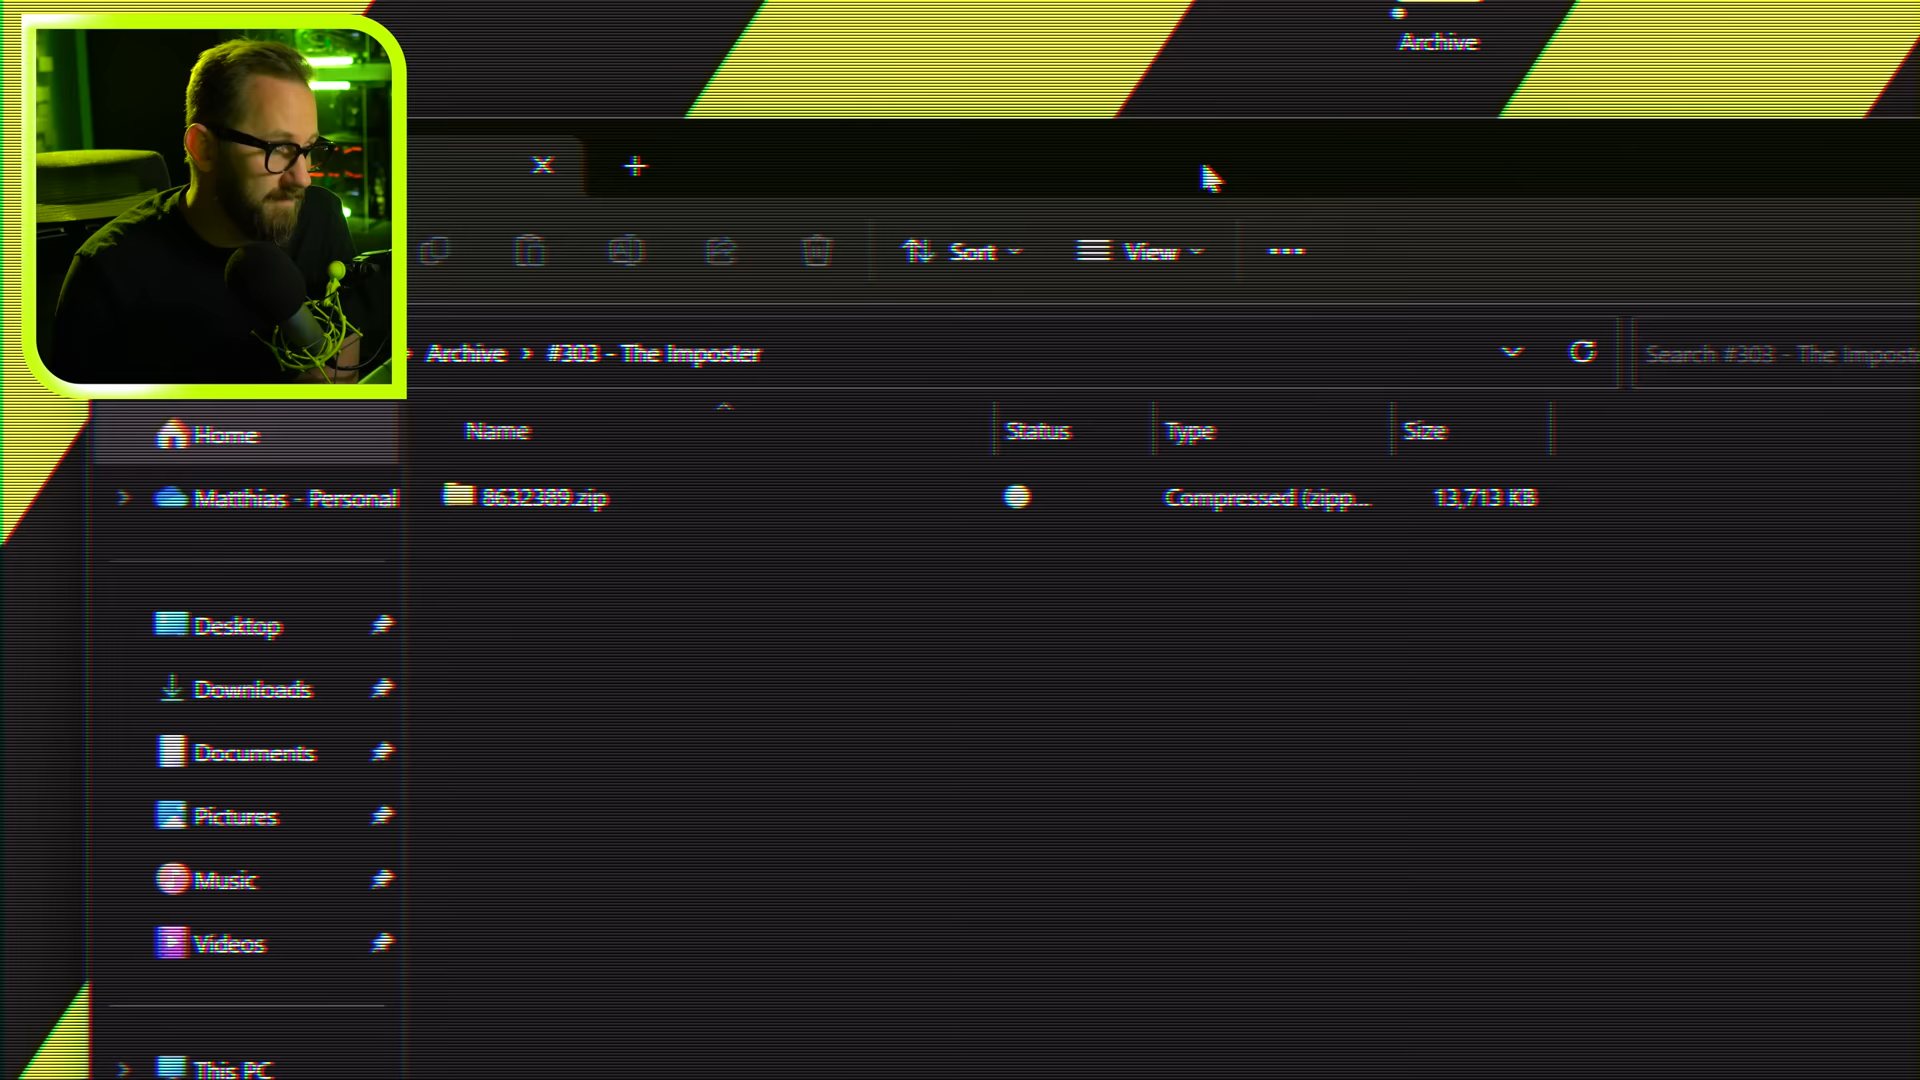 Archive
Sort
View
Archive > #303 - The Imposter
Search #303 - The Impost
Home
Name
Status
Type
Size
Matthias - Personal
8632389.zip
Compressed (zipp...
13,713 KB
Desktop
Downloads
Documents
Pictures
Music
Videos
This PC